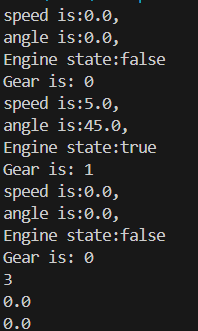 speed is:0.0,
angle is:0.0,
Engine state:false
Gear is: 0
speed is:5.0,
angle is:45.0,
Engine state:true
Gear is: 1
speed is:0.0,
angle is:0.0,
Engine state:false
Gear is: 0
3
0.0
0.0